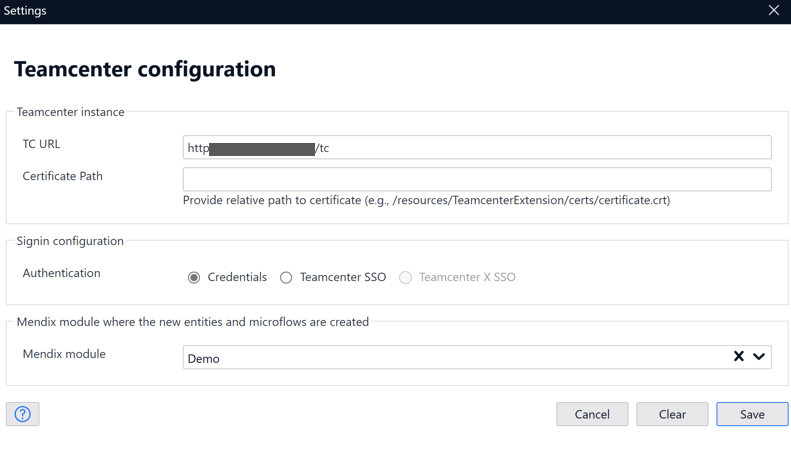 Settings
Teamcenter configuration
Teamcenter instance
TC URL
http /tc
Certificate Path
Provide relative path to certificate (e.g., /resources/TeamcenterExtension/certs/certificate.crt)
Signin configuration
Authentication
Credentials Teamcenter SSO Teamcenter X SSO
Mendix module where the new entities and microflows are created
Mendix module
Demo
Cancel Clear Save